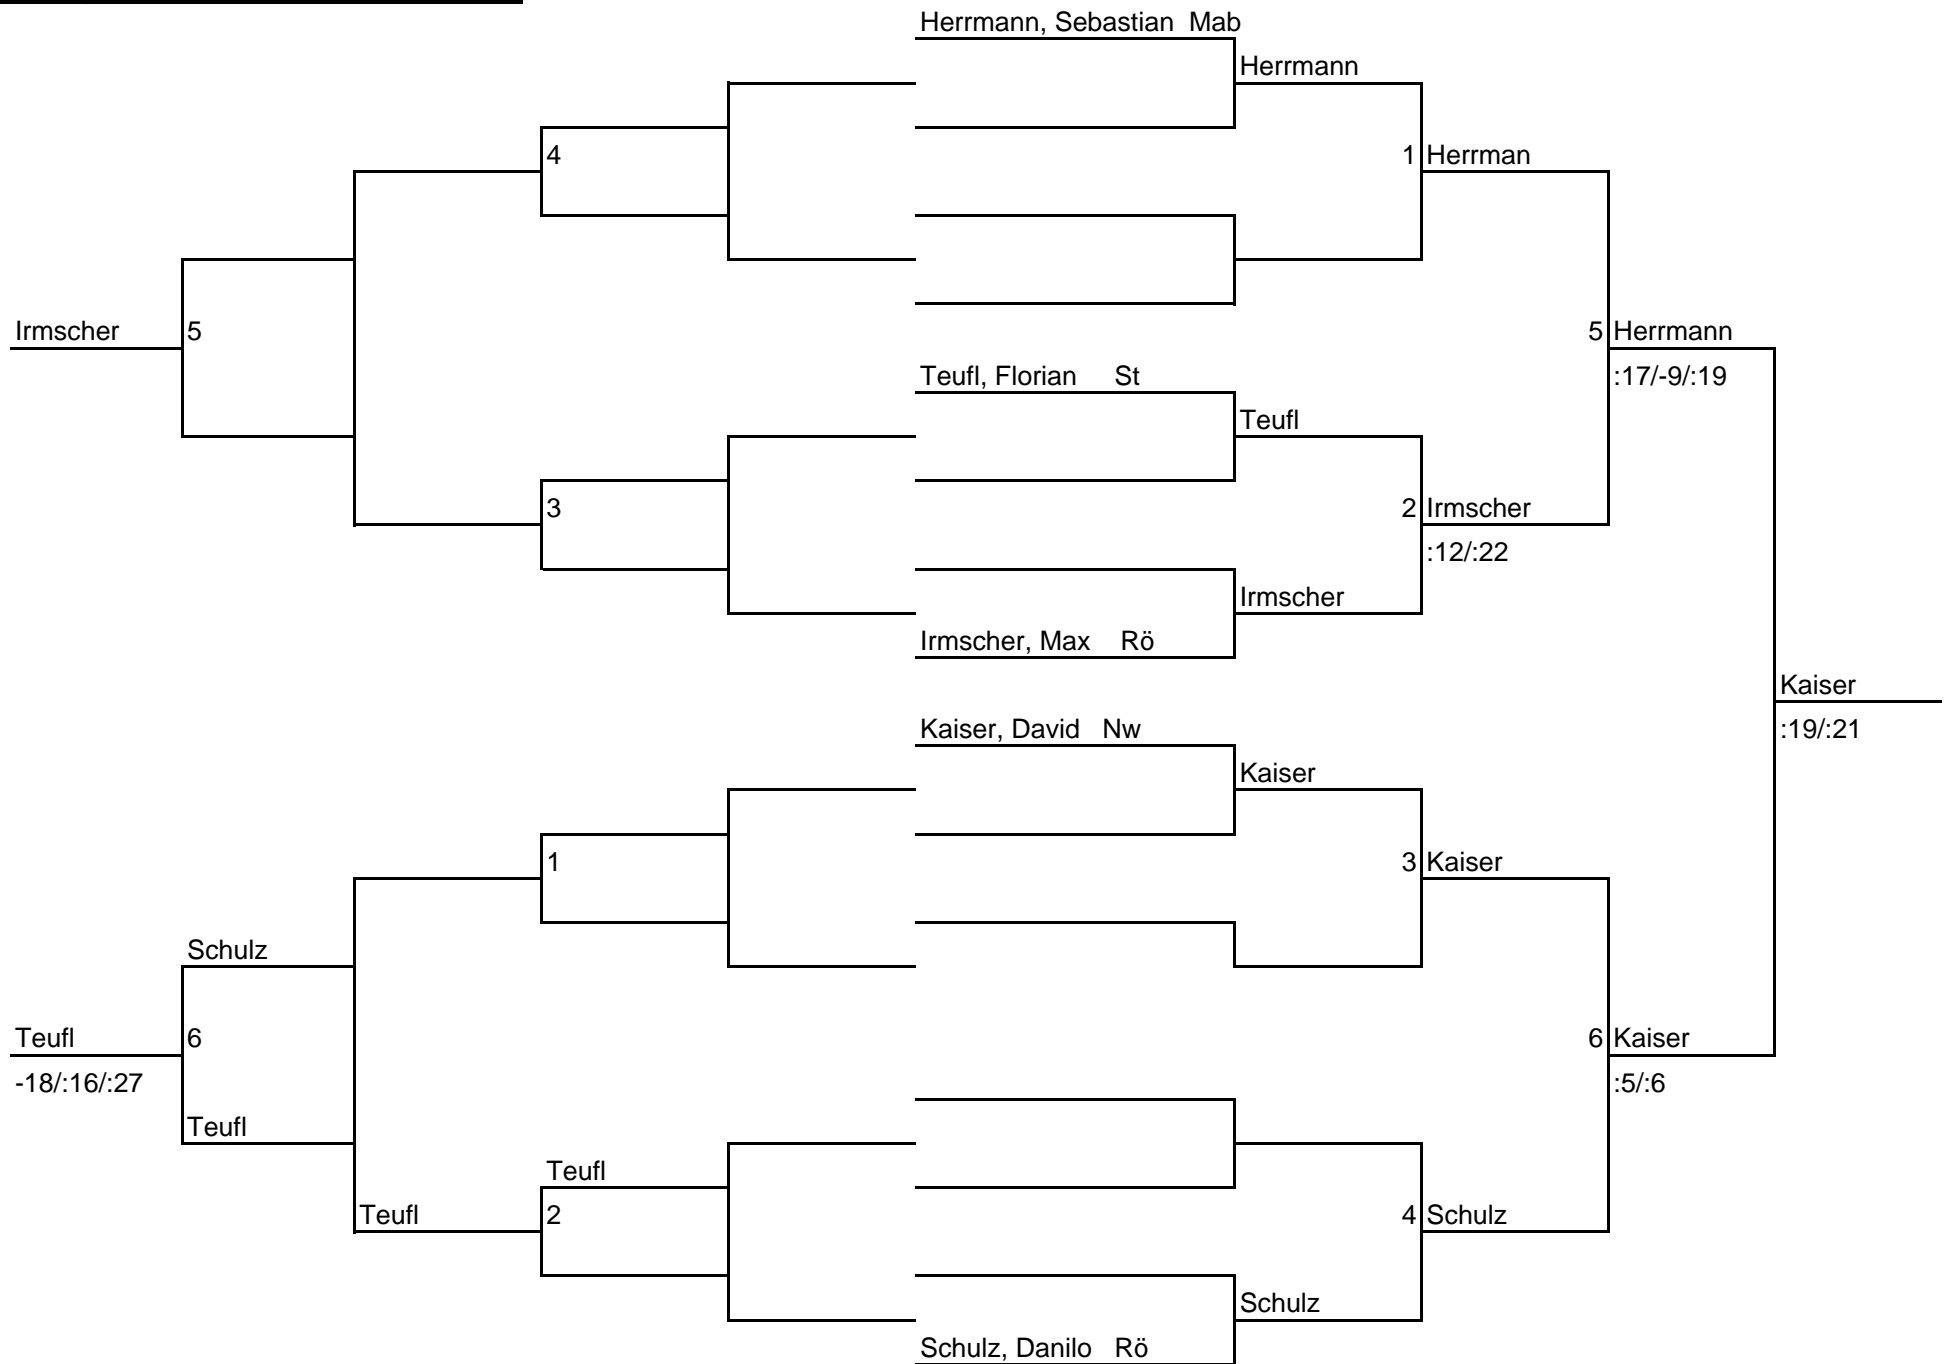 Herrmann, Sebastian Mab
Herrmann
4
1 Herrman
Irmscher 5
5 Herrmann
Teufl, Florian St
:17/-9/:19
Teufl
3
2 Irmscher
:12/:22
Irmscher
Irmscher, Max Rö
Kaiser
Kaiser, David Nw
:19/:21
Kaiser
1
3 Kaiser
Schulz
Teufl 6
6 Kaiser
-18/:16/:27
:5/:6
Teufl
Teufl
Teufl 2
4 Schulz
Schulz
Schulz, Danilo Rö